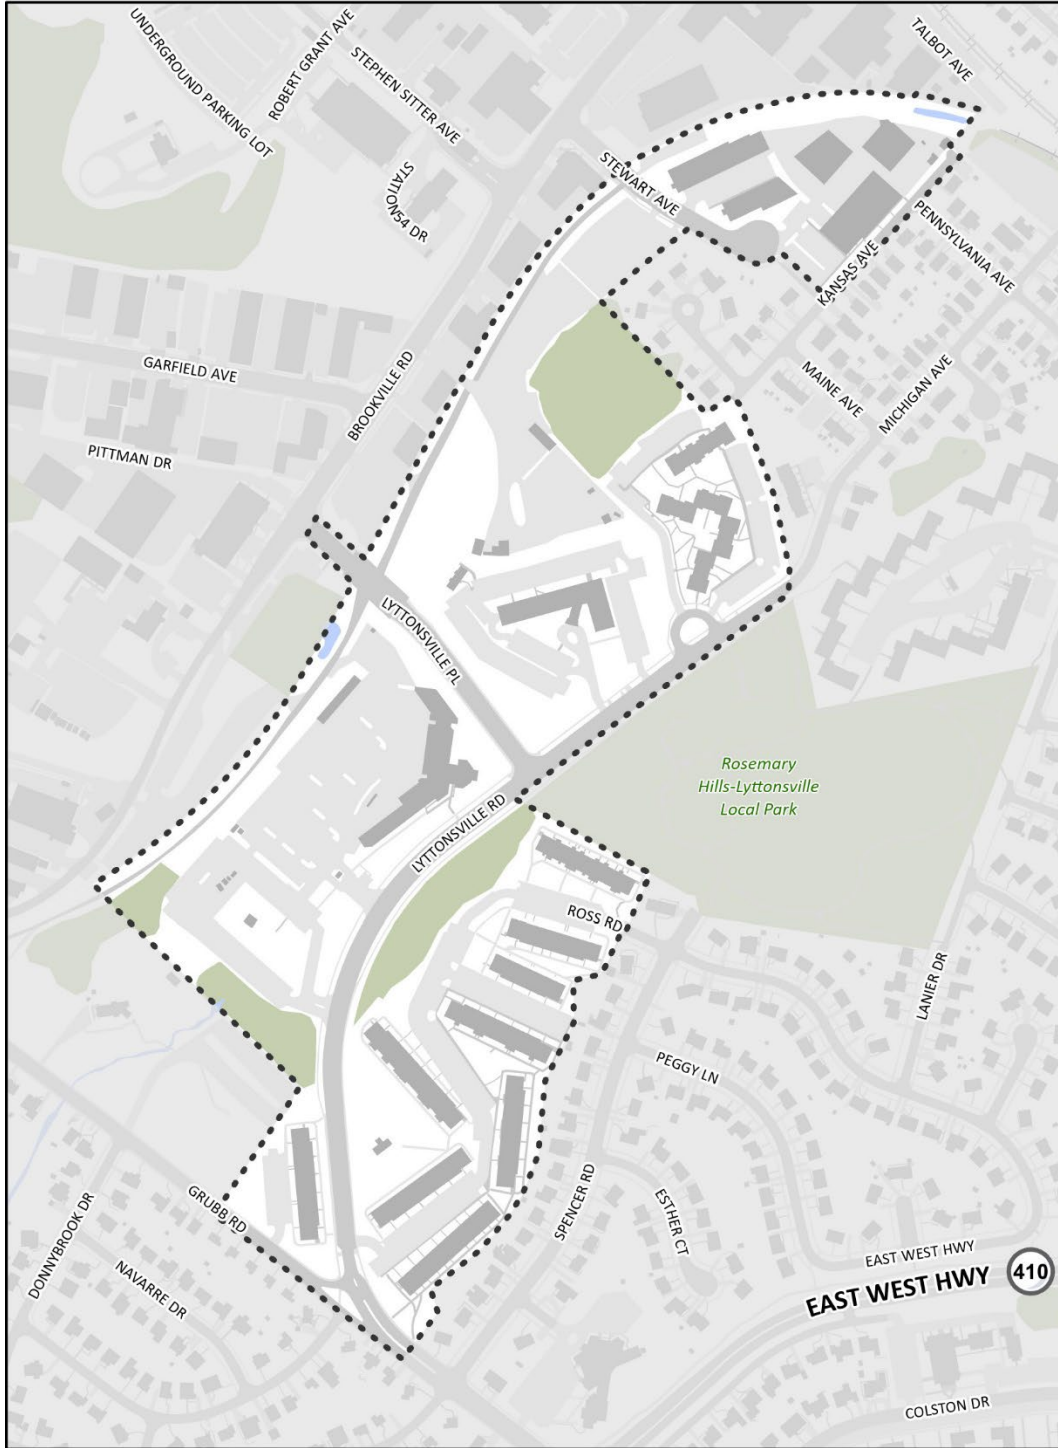 UNDERGROUND PARKING LOT
ROBERT GRANT AVE
STEPHEN SITTER AVE
TALBOT AVE
STATION54 DR
STEWART AVE
PENNSYLVANIA AVE
KANSAS AVE
GARFIELD AVE
BROOKVILLE RD
MAINE AVE
MICHIGAN AVE
PITTMAN DR
LYTTONSVILLE PL
Rosemary
Hills-Lyttonsville
Local Park
LYTTONSVILLE RD
ROSS RD
LANIER DR
PEGGY LN
GRUBB RD
DONNYBROOK DR
NAVARRE DR
SPENCER RD
ESTHER CT
EAST WEST HWY
EAST WEST HWY
410
COLSTON DR